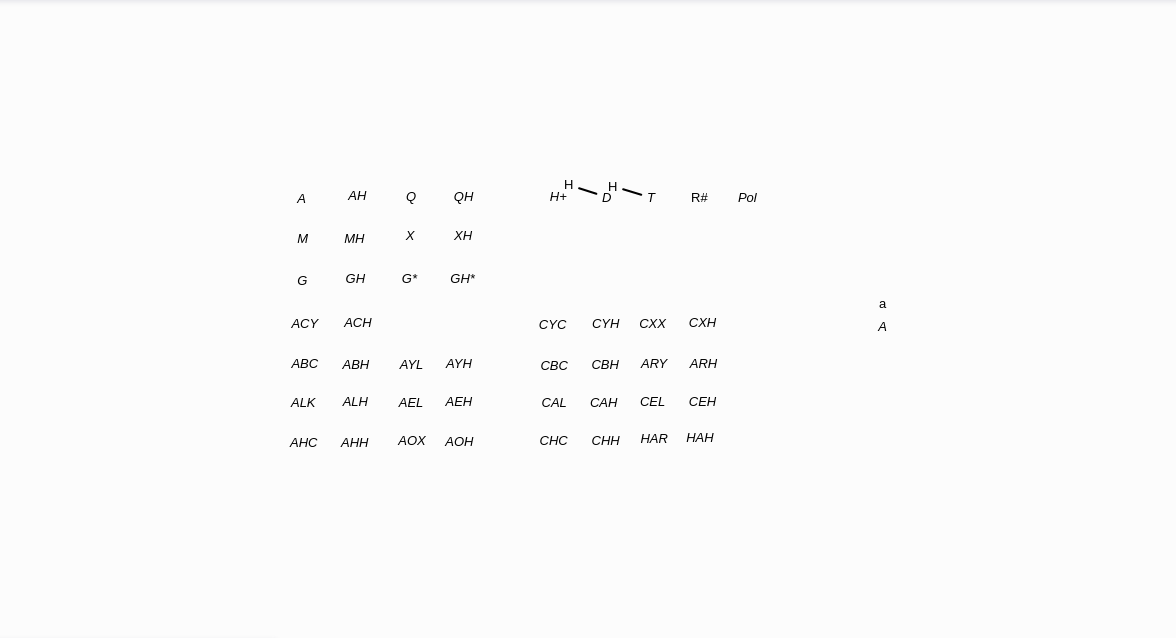 A AH Q QH H+ H D H T R# Pol
M MH X XH
G GH G* GH*
a
ACY ACH CYC CYH CXX CXH A
ABC ABH AYL AYH CBC CBH ARY ARH
ALK ALH AEL AEH CAL CAH CEL CEH
AHC AHH AOX AOH CHC CHH HAR HAH